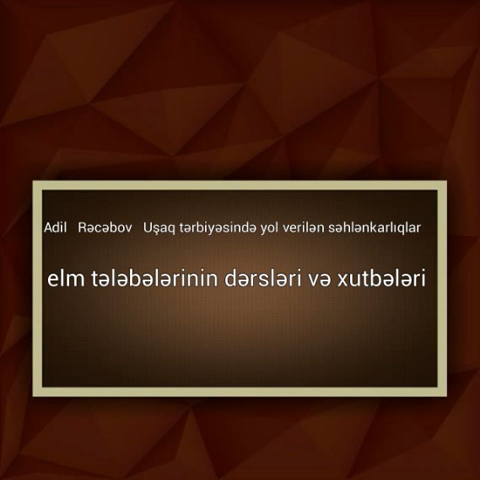 Adil Rəcəbov Uşaq tərbiyəsində yol verilən səhlənkarlıqlar
elm tələbələrinin dərsləri və xutbələri